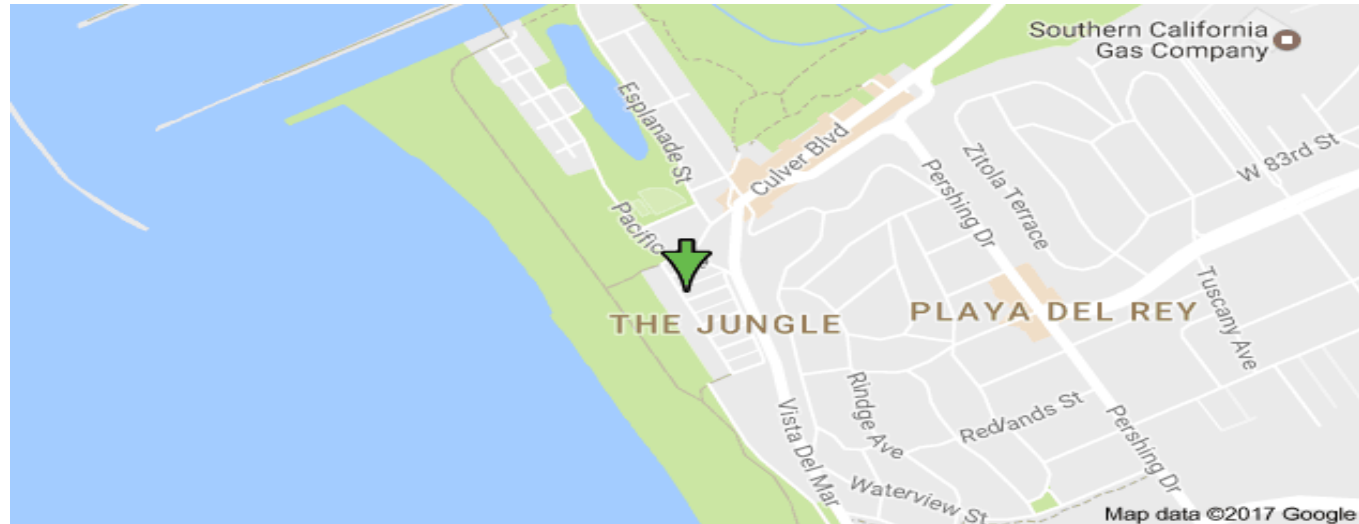 Southern California
Gas Company
Esplanade St
Culver Blvd
Zitola Terrace
W 83rd St
Pershing Dr
Pacific
THE JUNGLE
PLAYA DEL REY
Tuscany Ave
Rindge Ave
Redlands St
Vista Del Mar
Pershing Dr
Waterview St
Map data ©2017 Google